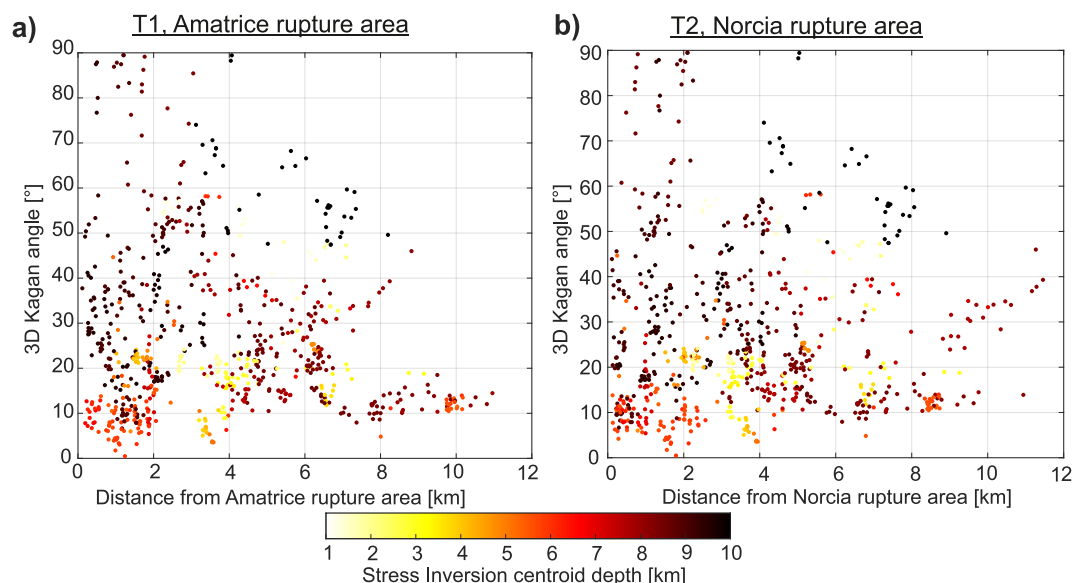 a) T1, Amatrice rupture area
90
80
70
60
50
40
30
20
10
0
3D Kagan angle [°]
0 2 4 6 8 10 12
Distance from Amatrice rupture area [km]
b) T2, Norcia rupture area
90
80
70
60
50
40
30
20
10
0
3D Kagan angle [°]
0 2 4 6 8 10 12
Distance from Norcia rupture area [km]
1 2 3 4 5 6 7 8 9 10
Stress Inversion centroid depth [km]